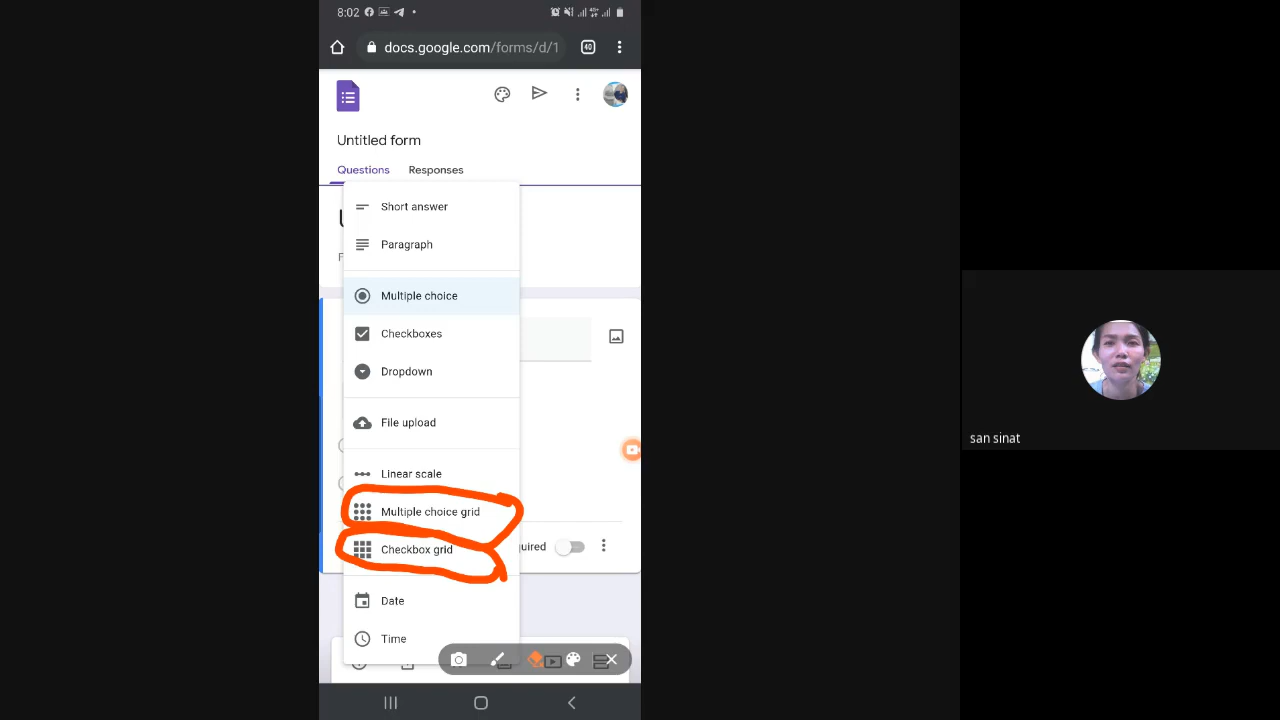 8:02
docs.google.com/forms/d/1
40
Untitled form
Questions Responses
Short answer
Paragraph
Multiple choice
Checkboxes
Dropdown
File upload
Linear scale
Multiple choice grid
Checkbox grid
Date
Time
san sinat